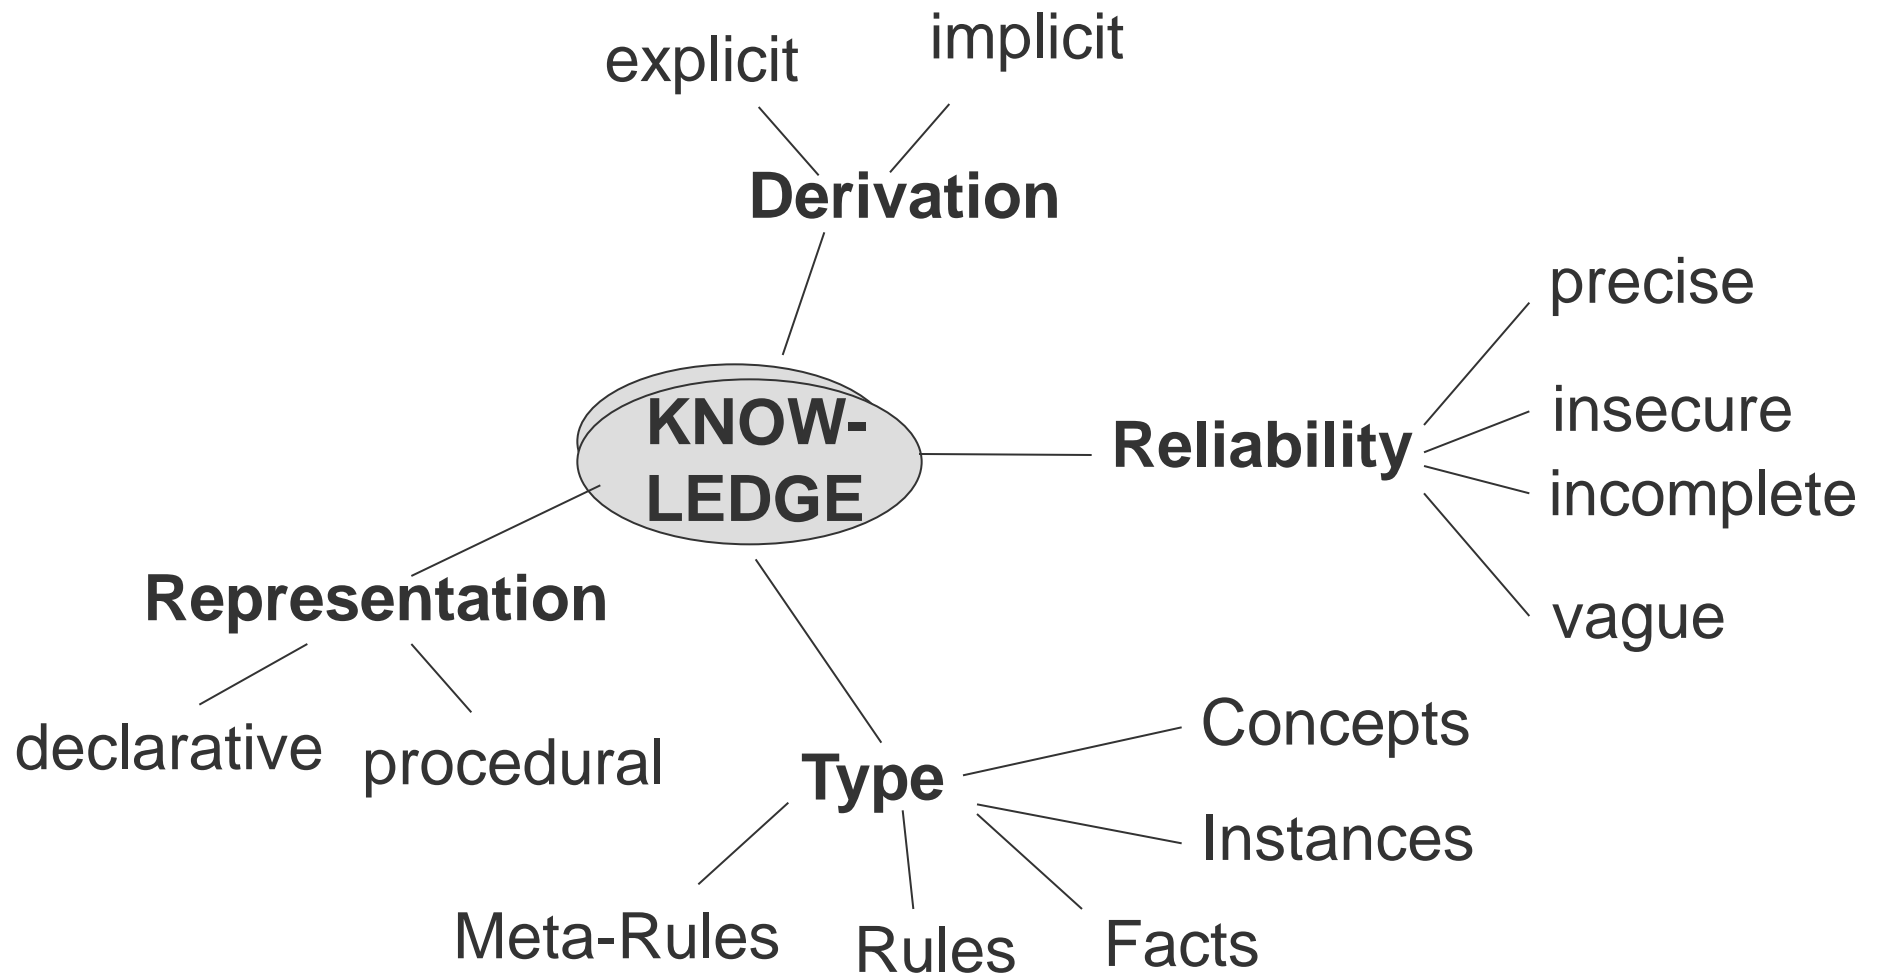 explicit
implicit
Derivation
precise
KNOW-
LEDGE
Reliability
insecure
incomplete
Representation
vague
declarative
procedural
Type
Concepts
Instances
Meta-Rules
Rules
Facts